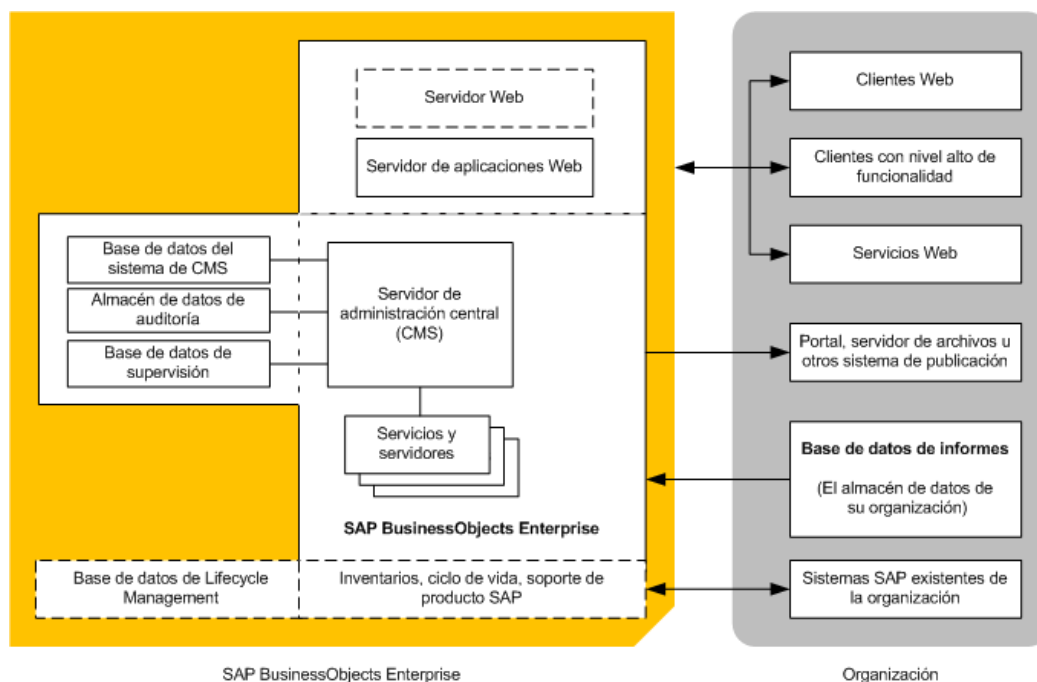 Servidor Web
Servidor de aplicaciones Web
Base de datos del
sistema de CMS
Almacén de datos de
auditoría
Base de datos de
supervisión
Servidor de
administración central
(CMS)
Servicios y
servidores
SAP BusinessObjects Enterprise
Base de datos de Lifecycle
Management
Inventarios, ciclo de vida, soporte de
producto SAP
Clientes Web
Clientes con nivel alto de
funcionalidad
Servicios Web
Portal, servidor de archivos u
otros sistema de publicación
Base de datos de informes
(El almacén de datos de
su organización)
Sistemas SAP existentes de
la organización
SAP BusinessObjects Enterprise
Organización